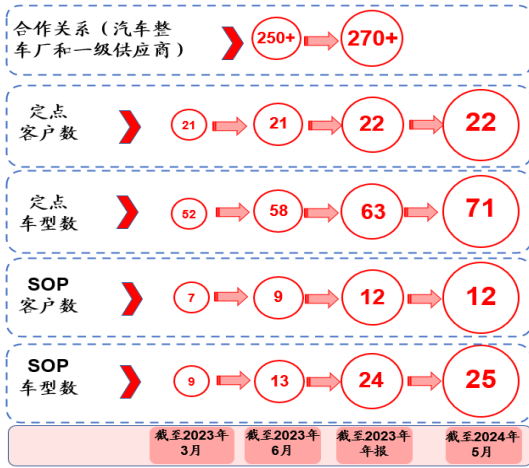 合作关系（汽车整
车厂和一级供应商）
250+
270+
定点
客户数
21
21
22
22
定点
车型数
52
58
63
71
SOP
客户数
7
9
12
12
SOP
车型数
9
13
24
25
截至2023年
3月
截至2023年
6月
截至2023年
年报
截至2024年
5月